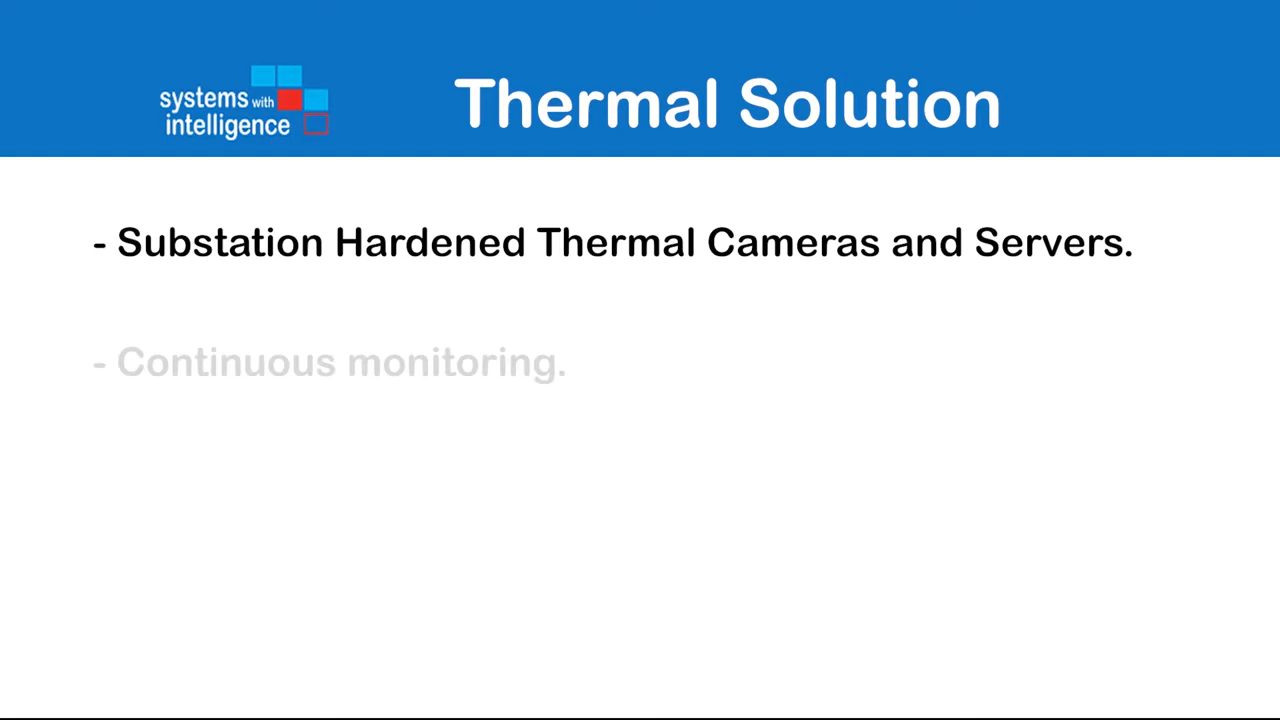 systems with
intelligence
Thermal Solution
- Substation Hardened Thermal Cameras and Servers.
- Continuous monitoring.